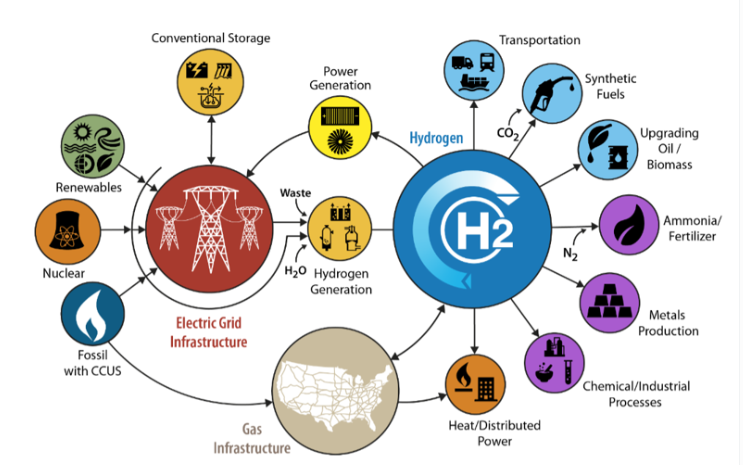 Conventional Storage
Transportation
Power
Generation
Synthetic
Fuels
Hydrogen
CO2
Upgrading
Oil /
Biomass
Renewables
Waste
H2
Ammonia/
Fertilizer
N2
Nuclear
H2O
Hydrogen
Generation
Metals
Production
Electric Grid
Infrastructure
Fossil
with CCUS
Chemical/Industrial
Processes
Gas
Infrastructure
Heat/Distributed
Power